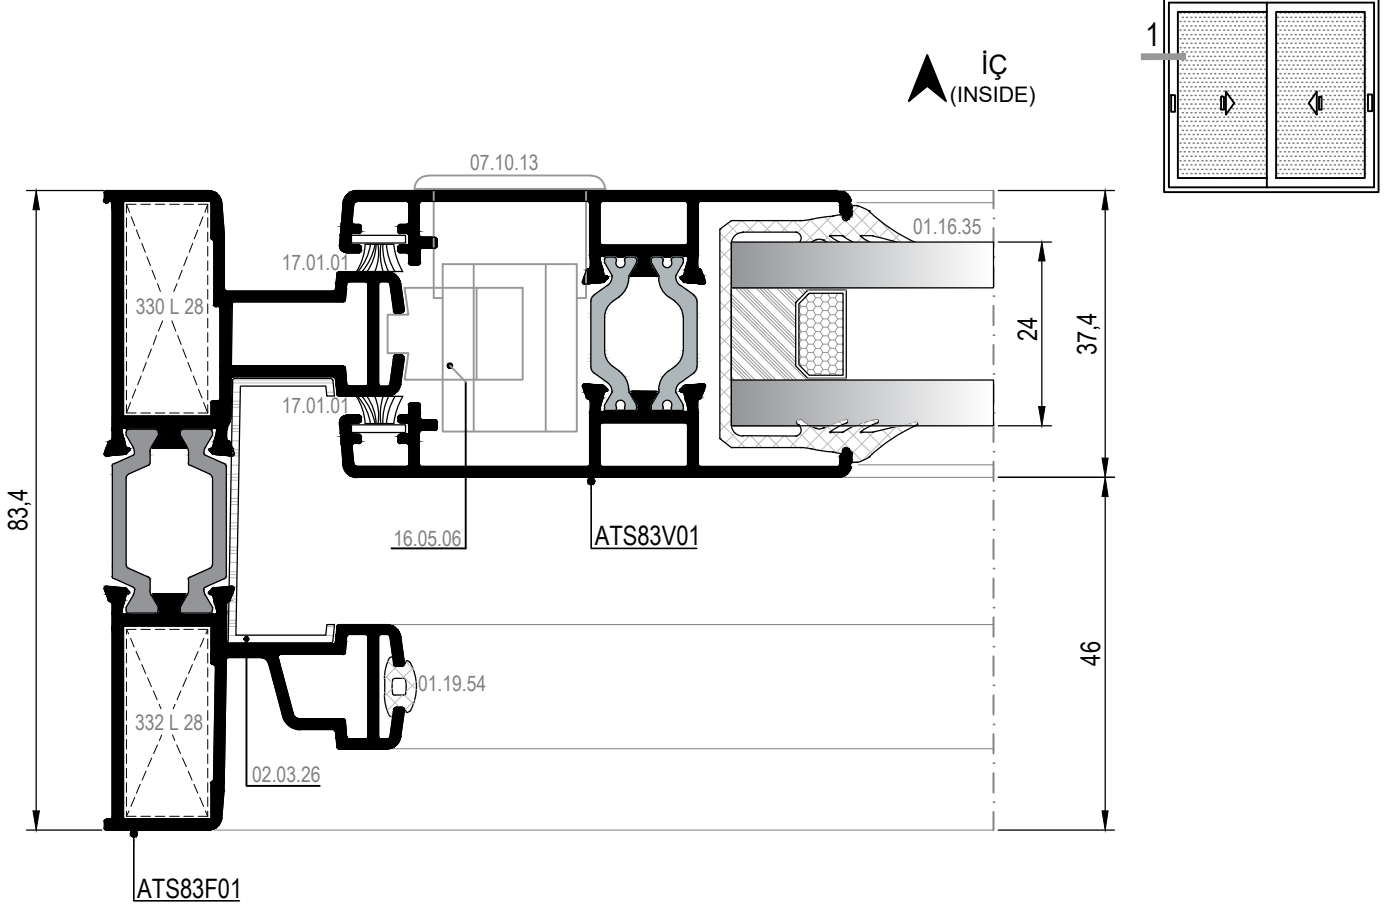 1
İÇ
(INSIDE)
07.10.13
01.16.35
17.01.01
330 L 28
24
37,4
17.01.01
83,4
16.05.06
ATS83V01
46
01.19.54
332 L 28
02.03.26
ATS83F01